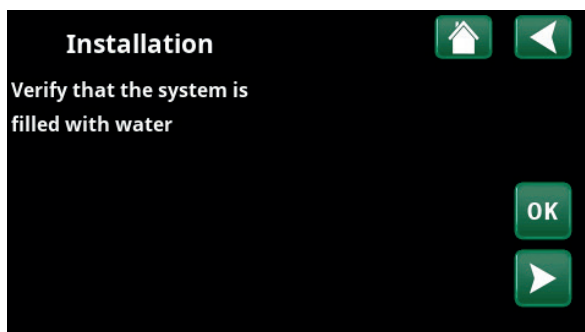 Installation
Verify that the system is
filled with water
OK